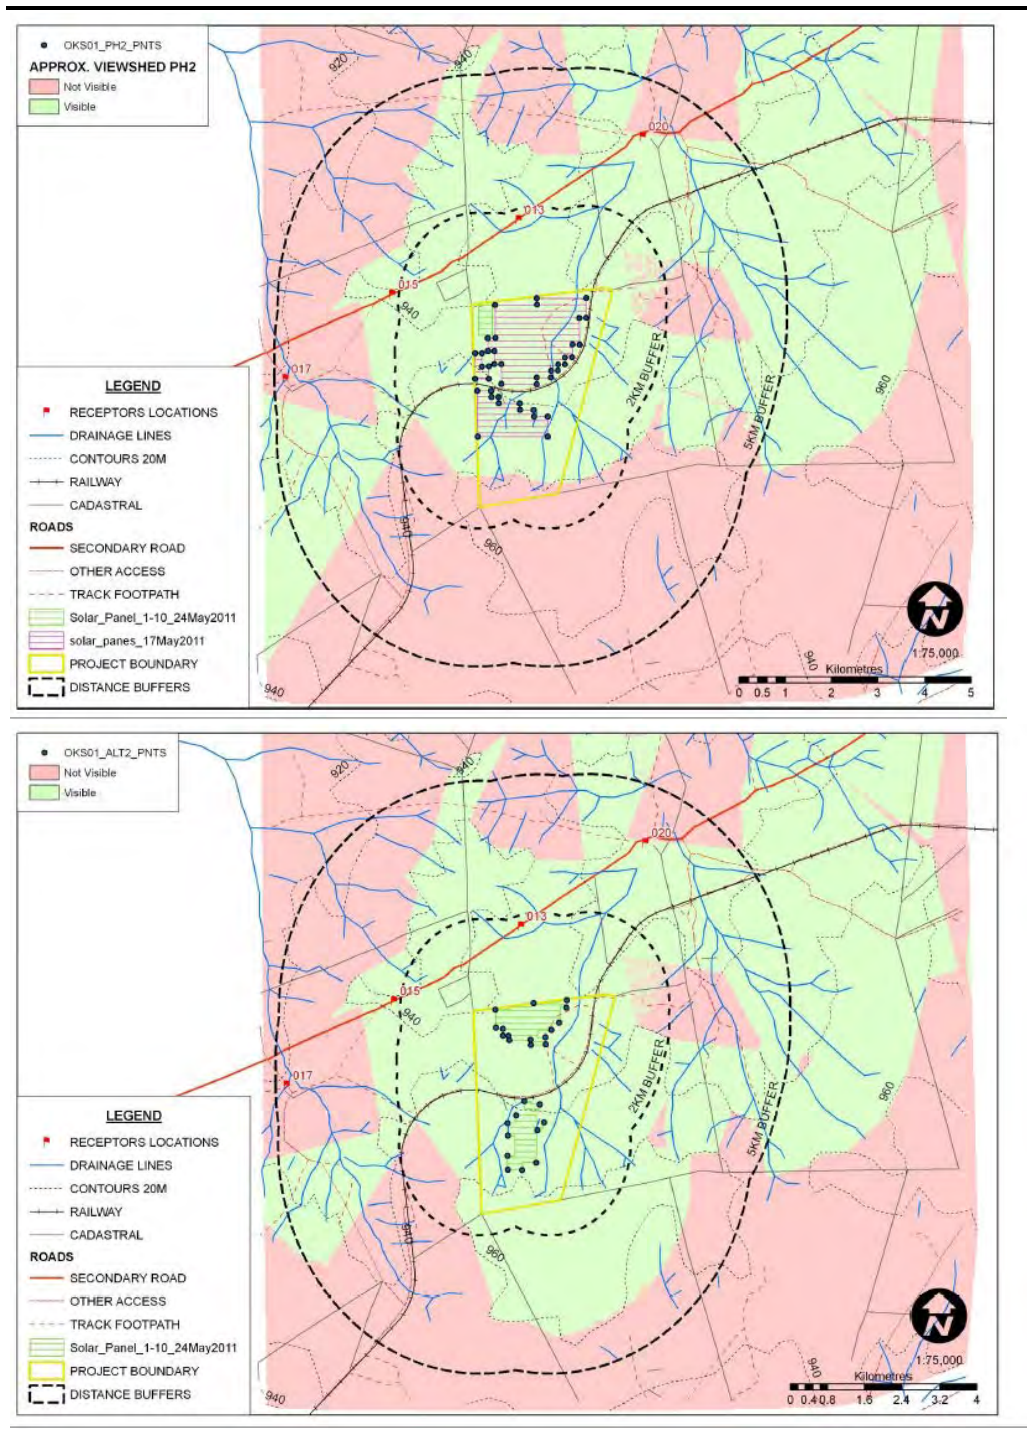 OKS01_PH2_PNTS
APPROX. VIEWSHED PH2
Not Visible
Visible
920
940
020
013
015
940
017
2KM BUFFER
5KM BUFFER
960
LEGEND
RECEPTORS LOCATIONS
DRAINAGE LINES
CONTOURS 20M
RAILWAY
CADASTRAL
ROADS
SECONDARY ROAD
OTHER ACCESS
TRACK FOOTPATH
Solar_Panel_1-10_24May2011
solar_panes_17May2011
PROJECT BOUNDARY
DISTANCE BUFFERS
940
960
940
940
N
1:75,000
Kilometres
0 0.5 1 2 3 4 5
OKS01_ALT2_PNTS
Not Visible
Visible
920
940
020
013
015
940
017
2KM BUFFER
5KM BUFFER
960
LEGEND
RECEPTORS LOCATIONS
DRAINAGE LINES
CONTOURS 20M
RAILWAY
CADASTRAL
ROADS
SECONDARY ROAD
OTHER ACCESS
TRACK FOOTPATH
Solar_Panel_1-10_24May2011
PROJECT BOUNDARY
DISTANCE BUFFERS
940
960
940
940
N
1:75,000
Kilometres
0 0.4 0.8 1.6 2.4 3.2 4